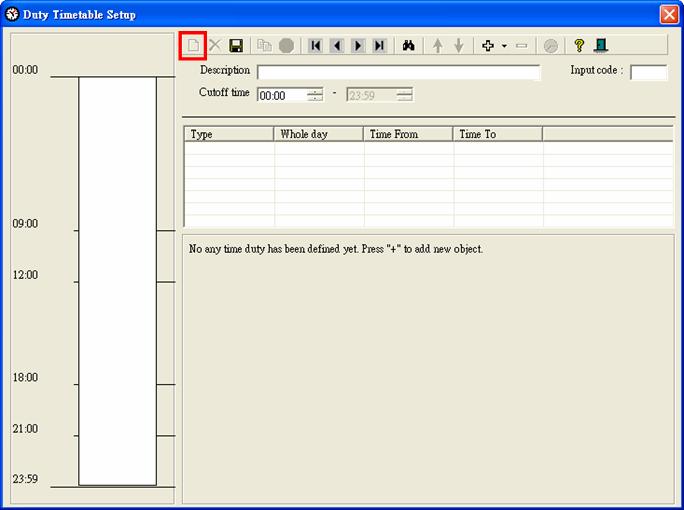 Duty Timetable Setup
00:00
09:00
12:00
18:00
21:00
23:59
Description
Input code :
Cutoff time 00:00 - 23:59
Type Whole day Time From Time To
No any time duty has been defined yet. Press "+" to add new object.